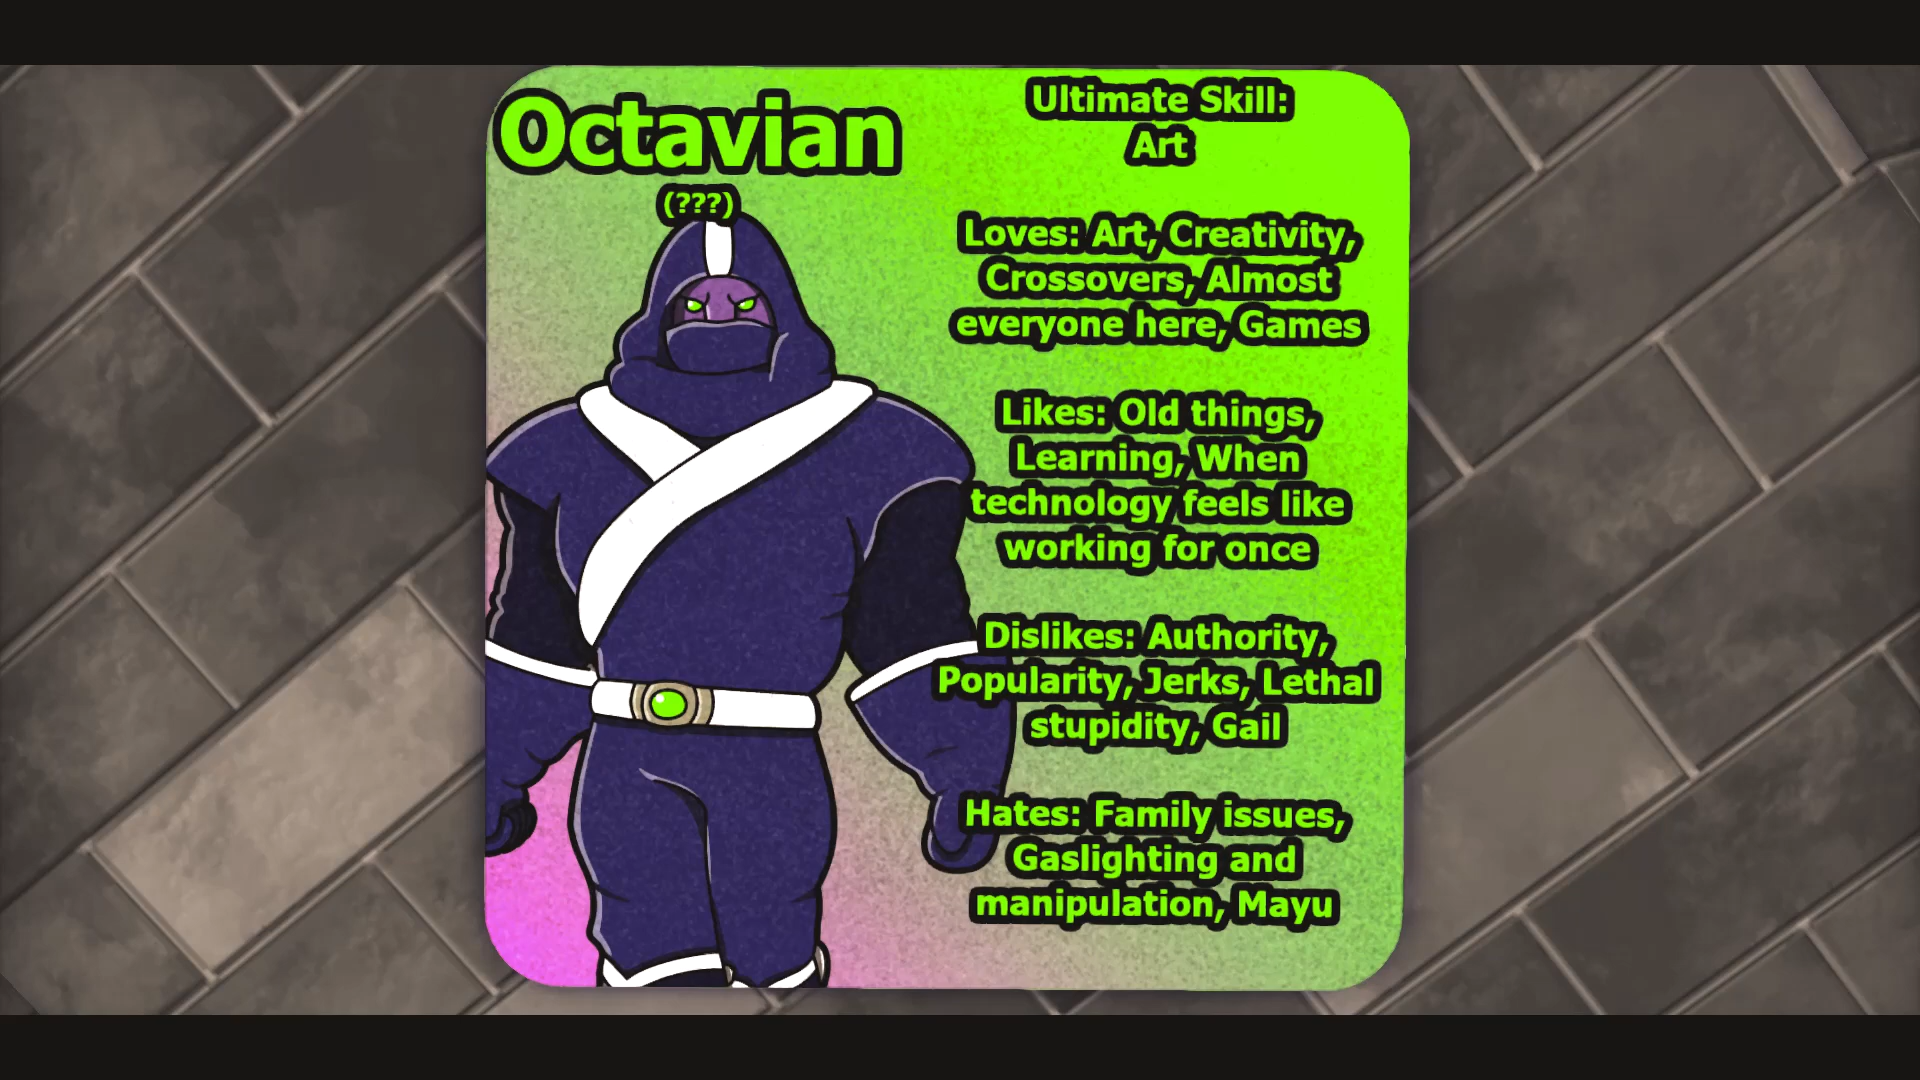 Octavian
(???)
Ultimate Skill:
Art
Loves: Art, Creativity,
Crossovers, Almost
everyone here, Games
Likes: Old things,
Learning, When
technology feels like
working for once
Dislikes: Authority,
Popularity, Jerks, Lethal
stupidity, Gail
Hates: Family issues,
Gaslighting and
manipulation, Mayu